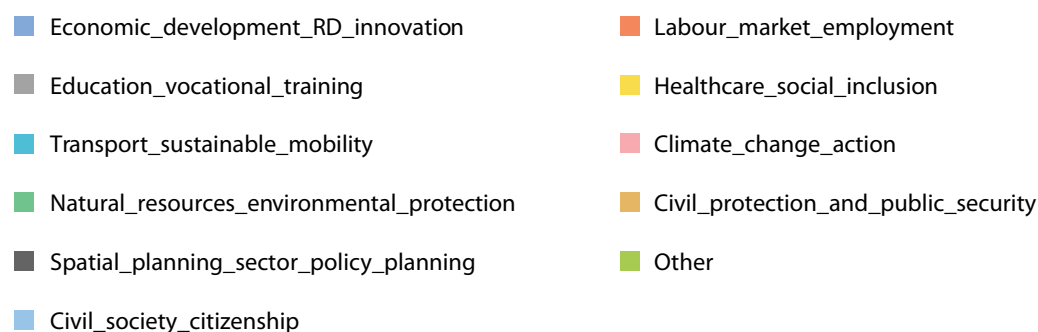 Economic_development_RD_innovation
Labour_market_employment
Education_vocational_training
Healthcare_social_inclusion
Transport_sustainable_mobility
Climate_change_action
Natural_resources_environmental_protection
Civil_protection_and_public_security
Spatial_planning_sector_policy_planning
Other
Civil_society_citizenship